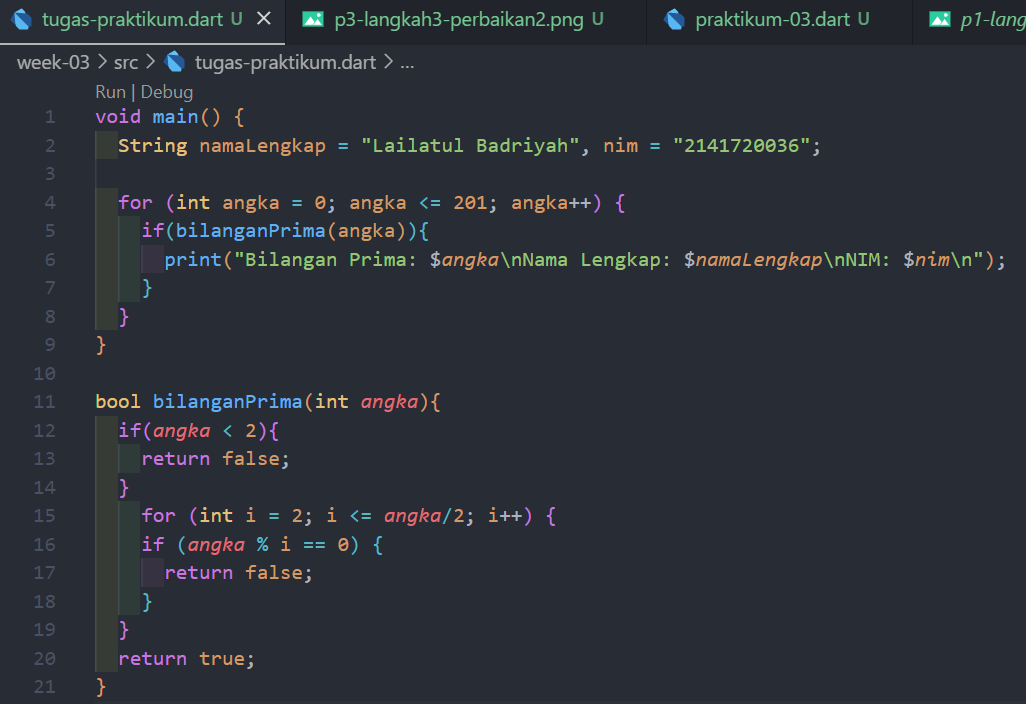 tugas-praktikum.dart U p3-langkah3-perbaikan2.png U praktikum-03.dart U p1-lang
week-03 > src > tugas-praktikum.dart > ...
Run | Debug
1 void main() {
2 String namaLengkap = "Lailatul Badriyah", nim = "2141720036";
3
4 for (int angka = 0; angka <= 201; angka++) {
5 if(bilanganPrima(angka)){
6 print("Bilangan Prima: $angka\nNama Lengkap: $namaLengkap\nNIM: $nim\n");
7 }
8 }
9 }
10
11 bool bilanganPrima(int angka){
12 if(angka < 2){
13 return false;
14 }
15 for (int i = 2; i <= angka/2; i++) {
16 if (angka % i == 0) {
17 return false;
18 }
19 }
20 return true;
21 }